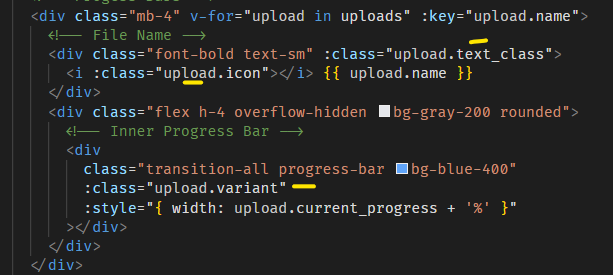 <div class="mb-4" v-for="upload in uploads" :key="upload.name">
<!-- File Name -->
<div class="font-bold text-sm" :class="upload.text_class">
<i :class="upload.icon"></i> {{ upload.name }}
</div>
<div class="flex h-4 overflow-hidden bg-gray-200 rounded">
<!-- Inner Progress Bar -->
<div
class="transition-all progress-bar bg-blue-400"
:class="upload.variant"
:style="{ width: upload.current_progress + '%' }"
></div>
</div>
</div>